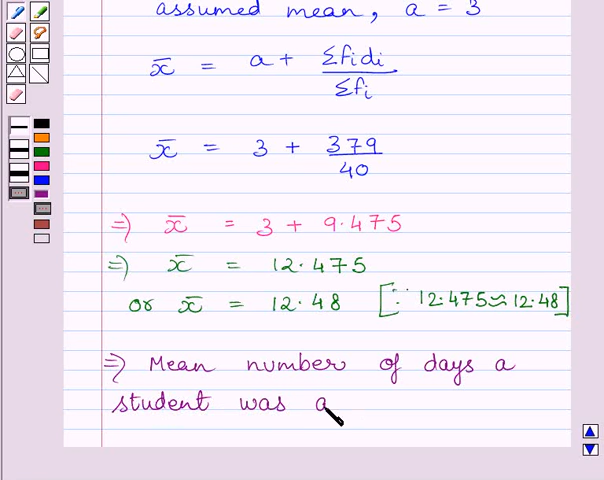 assumed mean, a = 3
x̄ = a + Σfidi / Σfi
x̄ = 3 + 379 / 40
⇒ x̄ = 3 + 9.475
⇒ x̄ = 12.475
or x̄ = 12.48 [∵ 12.475≈12.48]
⇒ Mean number of days a
student was a